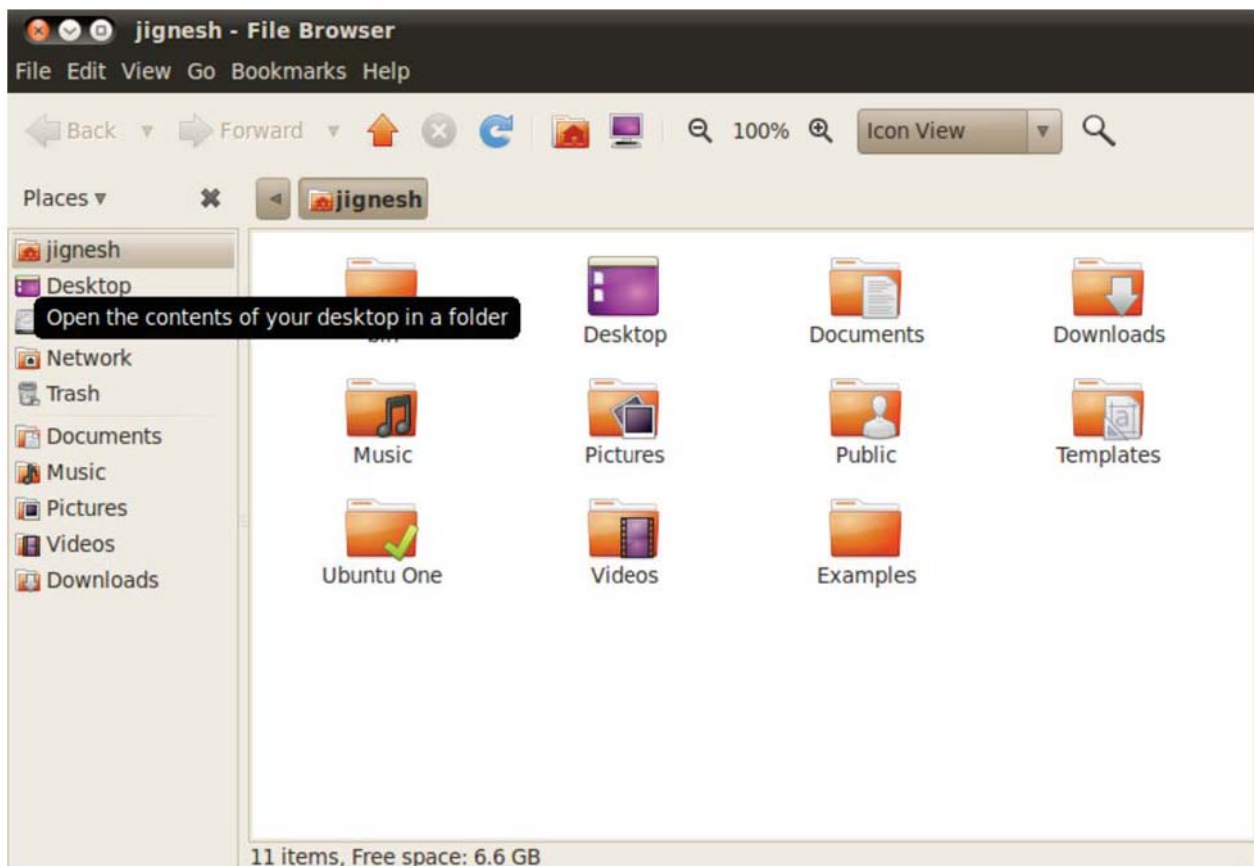 jignesh - File Browser
File Edit View Go Bookmarks Help
Back Forward 100% Icon View
Places jignesh
jignesh
Desktop
Open the contents of your desktop in a folder
Network
Trash
Documents
Music
Pictures
Videos
Downloads
Desktop Documents Downloads
Music Pictures Public Templates
Ubuntu One Videos Examples
11 items, Free space: 6.6 GB